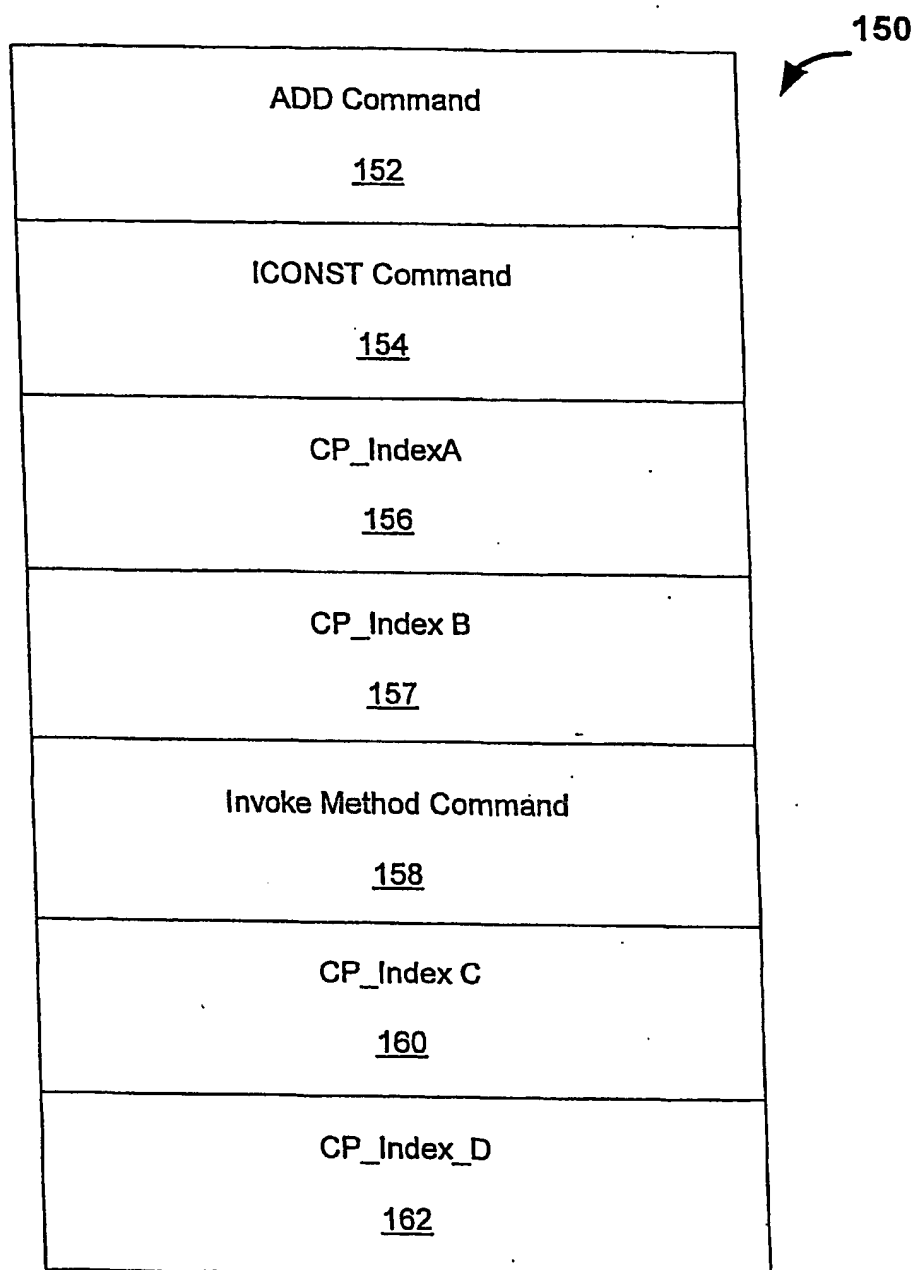 150
ADD Command
152
ICONST Command
154
CP_IndexA
156
CP_Index B
157
Invoke Method Command
158
CP_Index C
160
CP_Index_D
162